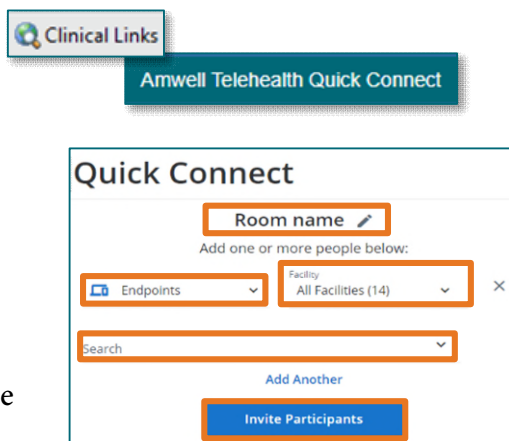 Clinical Links
Amwell Telehealth Quick Connect
Quick Connect
Room name
Add one or more people below:
Endpoints
Facility
All Facilities (14)
Search
Add Another
e
Invite Participants